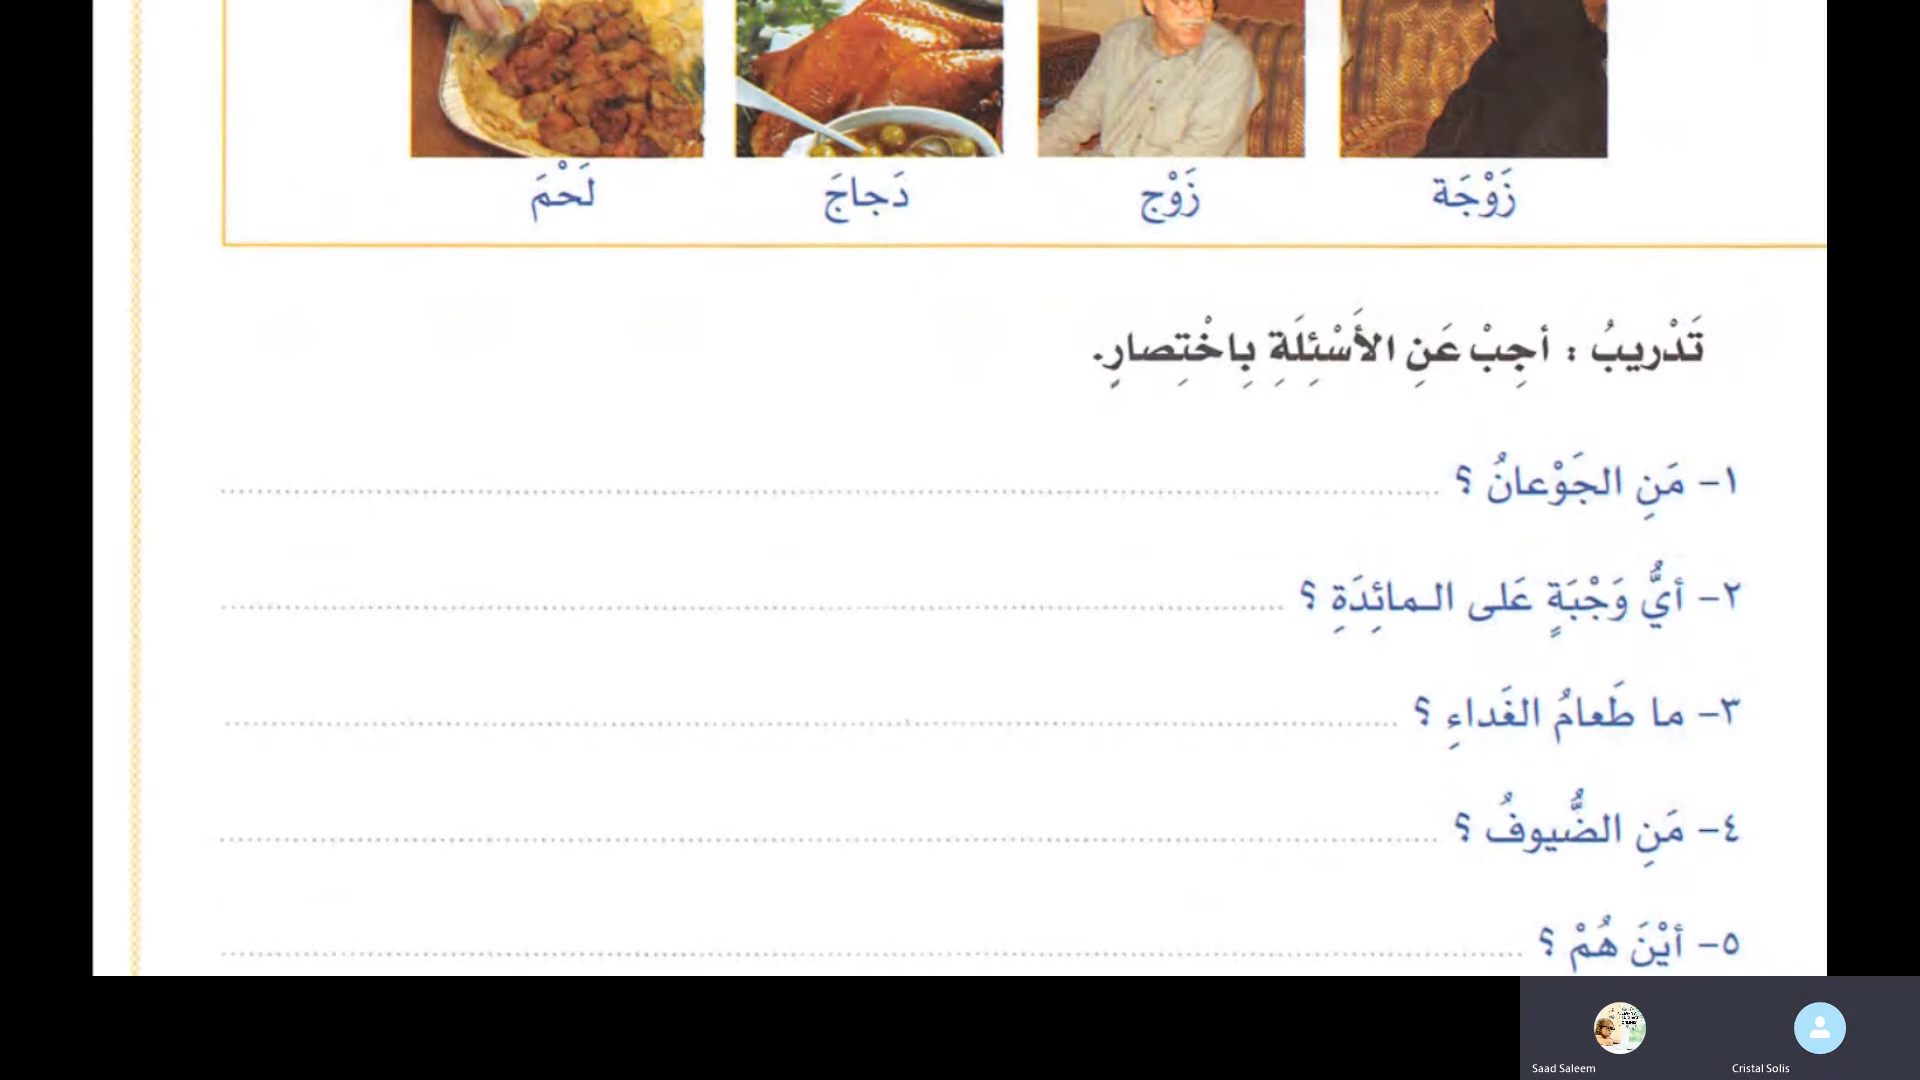 زَوْجَة زَوْج دَجاجَ لَحْمَ
تَدْريبُ : أجِبْ عَنِ الأَسْئِلَةِ بِاخْتِصارٍ.
١- مَنِ الجَوْعانُ ؟
٢- أيُّ وَجْبَةٍ عَلى الـمائِدَةِ ؟
٣- ما طَعامُ الغَداءِ ؟
٤- مَنِ الضُّيوفُ ؟
٥- أيْنَ هُمْ ؟
Saad Saleem Cristal Solis